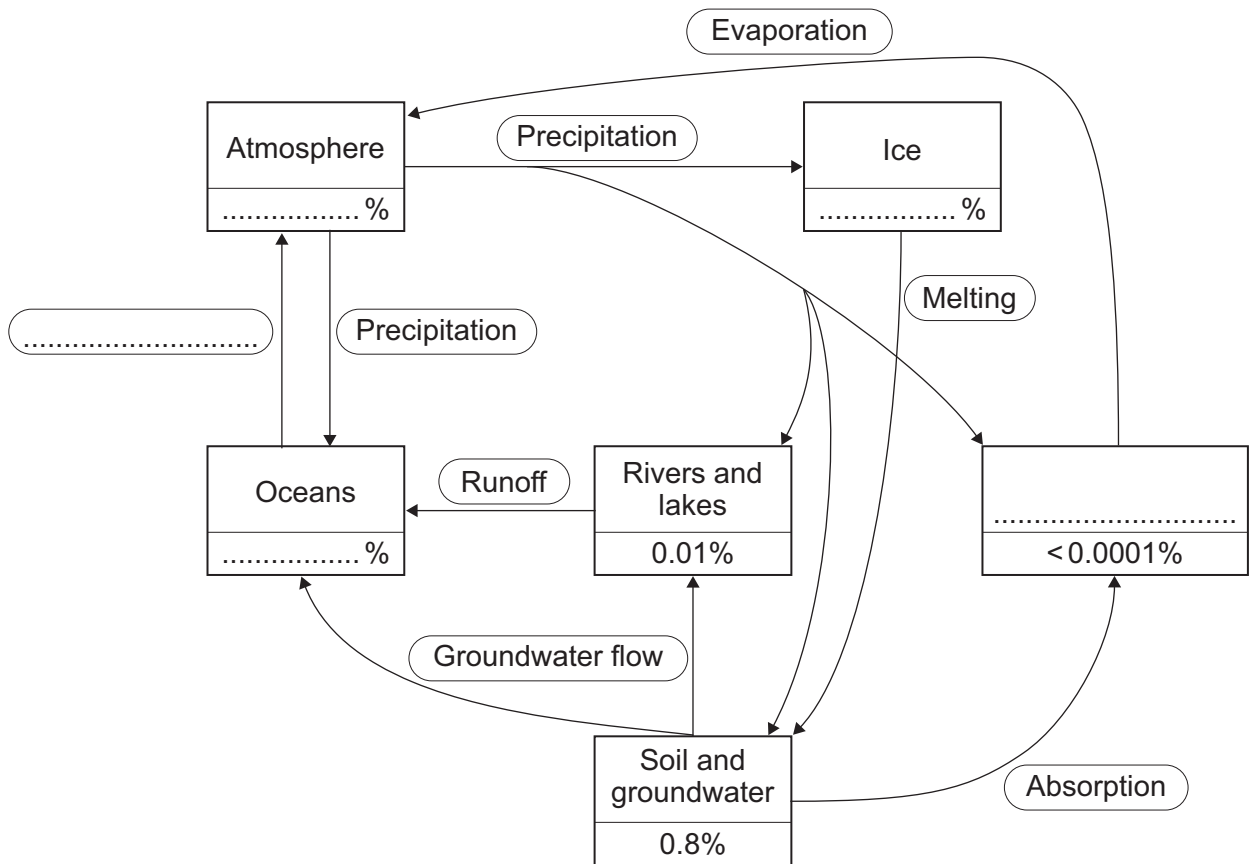 Evaporation
Atmosphere
................. %
Precipitation
Ice
................. %
Melting
.............................
Precipitation
Oceans
................. %
Runoff
Rivers and
lakes
0.01%
.............................
<0.0001%
Groundwater flow
Soil and
groundwater
0.8%
Absorption